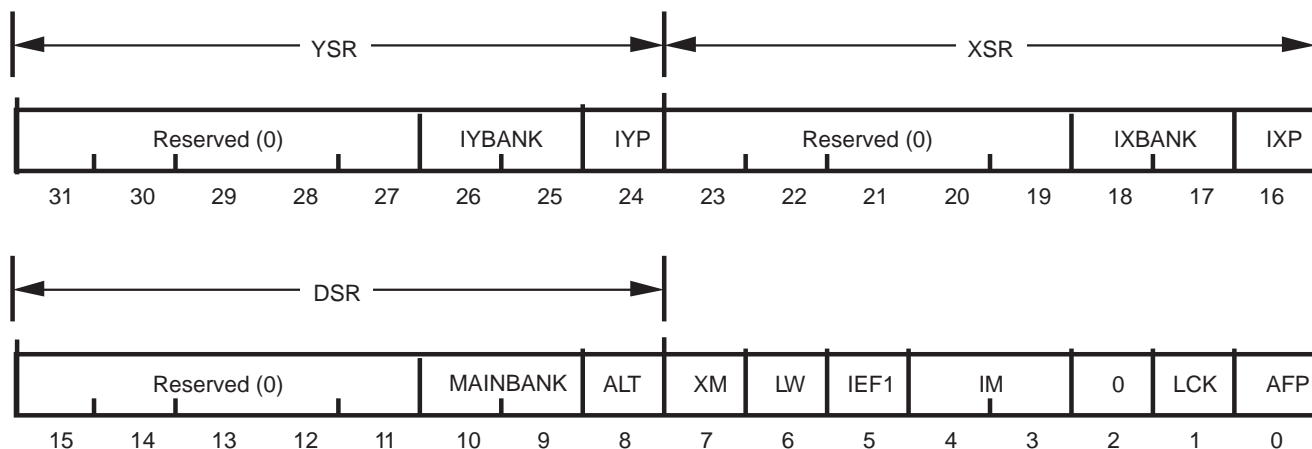 YSR XSR
Reserved (0) IYBANK IYP Reserved (0) IXBANK IXP
31 30 29 28 27 26 25 24 23 22 21 20 19 18 17 16
DSR
Reserved (0) MAINBANK ALT XM LW IEF1 IM 0 LCK AFP
15 14 13 12 11 10 9 8 7 6 5 4 3 2 1 0